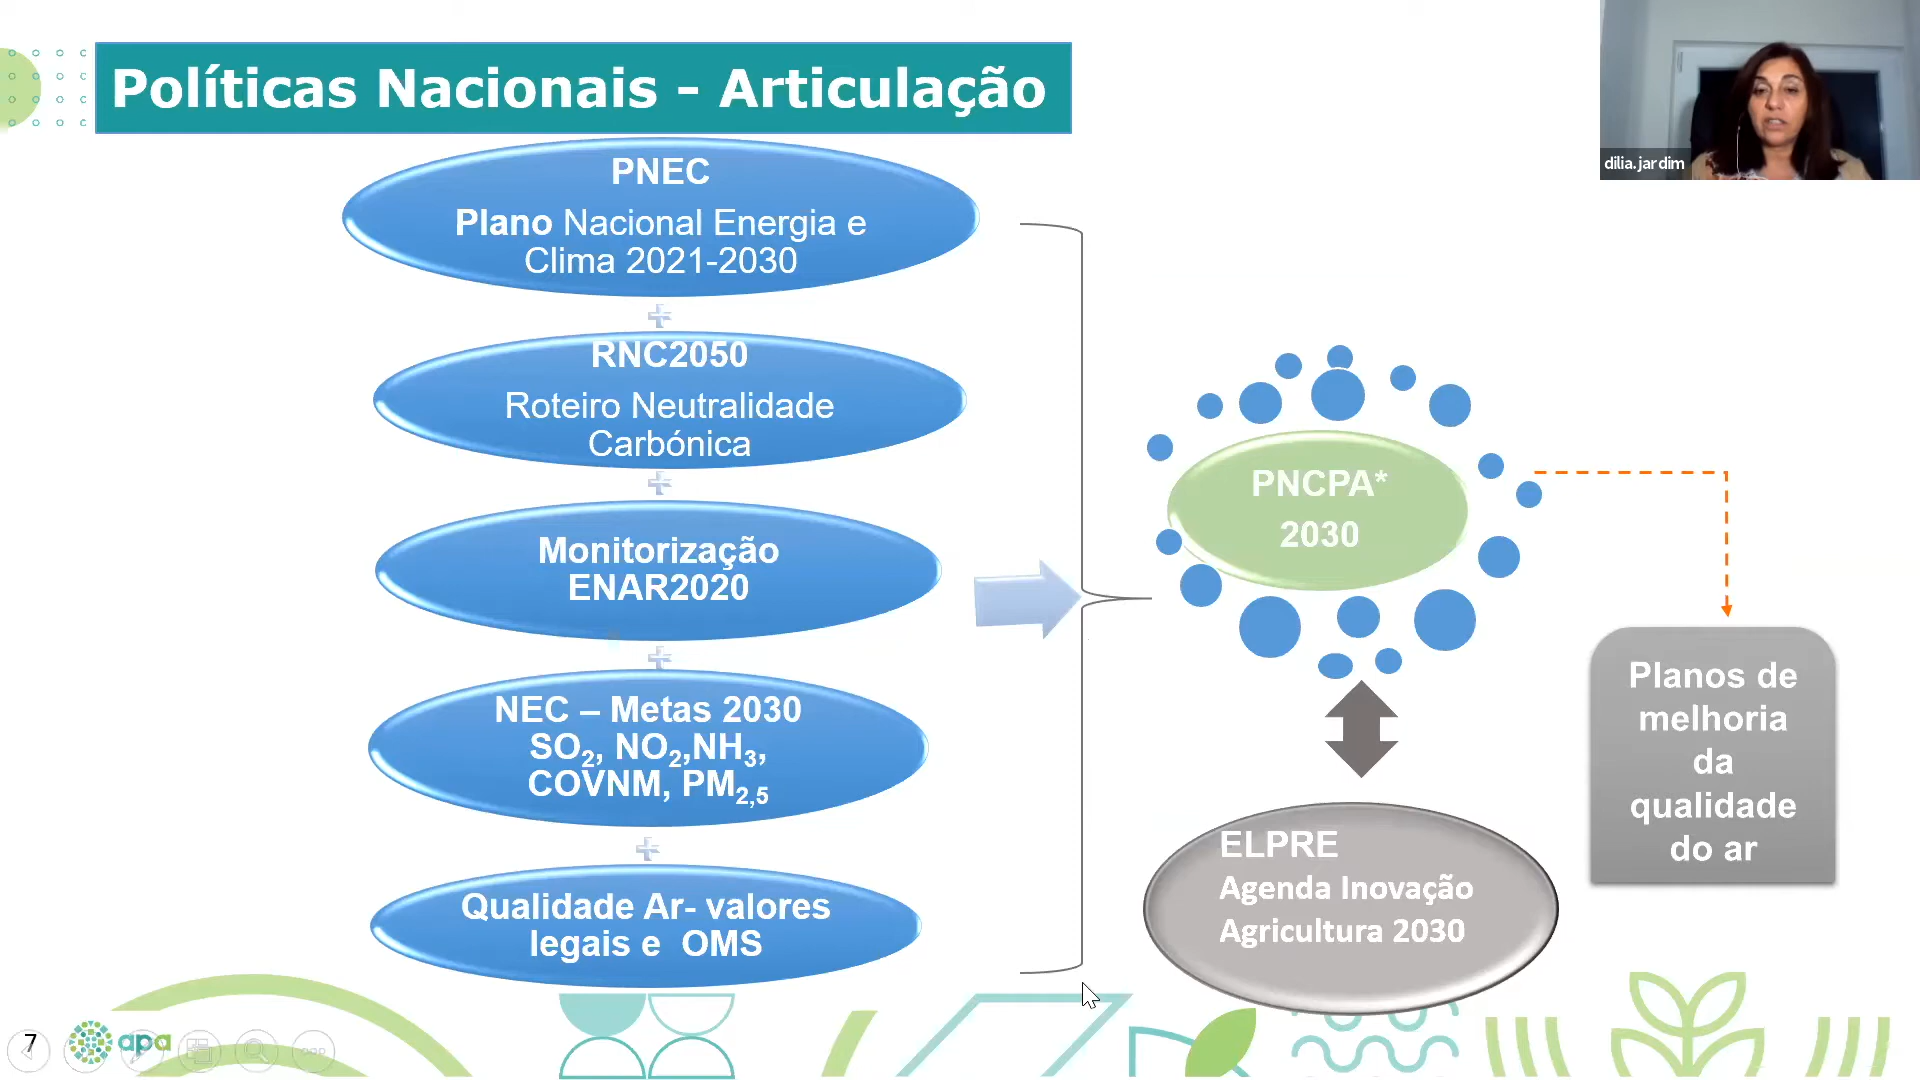 Políticas Nacionais - Articulação
dilia.jardim
PNEC
Plano Nacional Energia e
Clima 2021-2030
RNC2050
Roteiro Neutralidade
Carbónica
Monitorização
ENAR2020
NEC – Metas 2030
SO2, NO2,NH3,
COVNM, PM2,5
Qualidade Ar- valores
legais e OMS
PNCPA*
2030
ELPRE
Agenda Inovação
Agricultura 2030
Planos de
melhoria
da
qualidade
do ar
7
apa